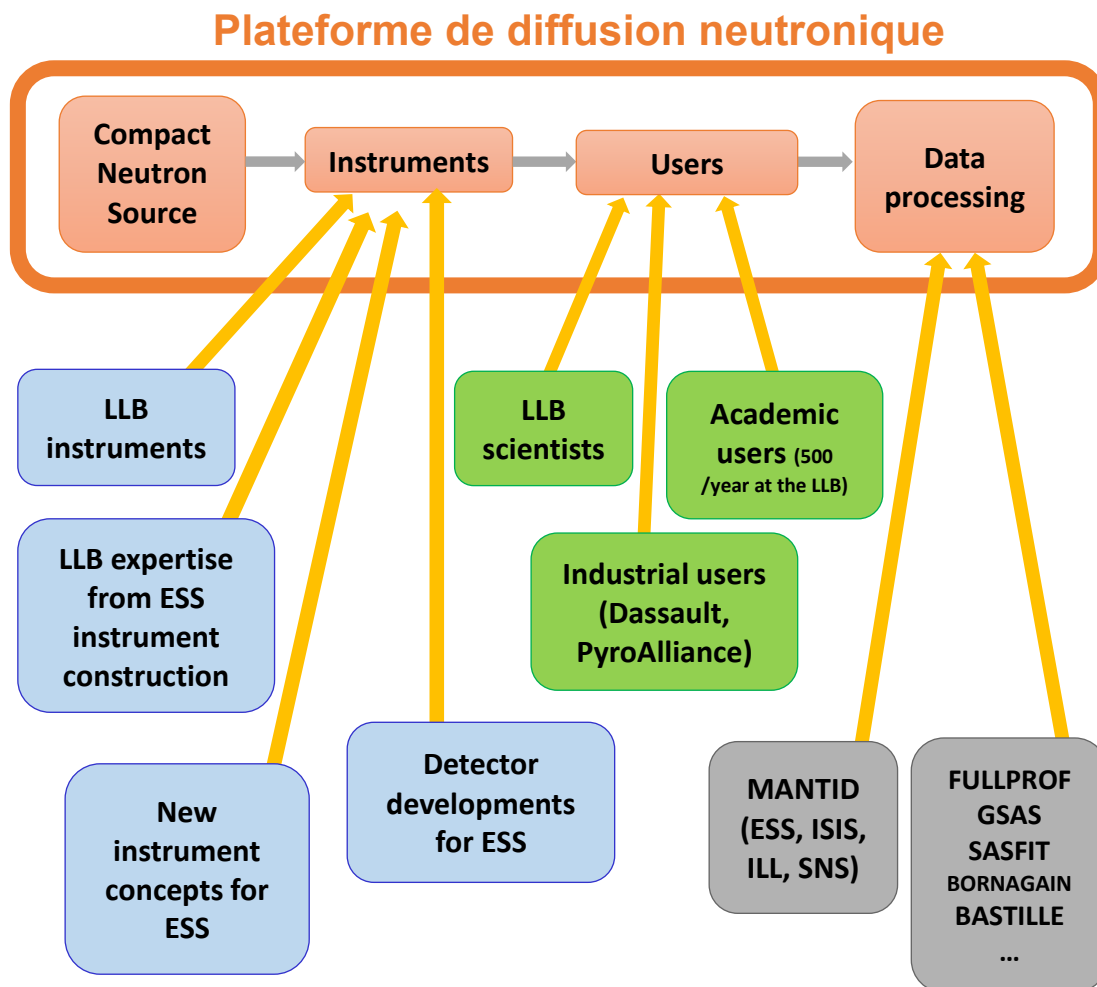 Plateforme de diffusion neutronique
Compact
Neutron
Source
Instruments
Users
Data
processing
LLB
instruments
LLB
scientists
Academic
users (500
/year at the LLB)
LLB expertise
from ESS
instrument
construction
Industrial users
(Dassault,
PyroAlliance)
New
instrument
concepts for
ESS
Detector
developments
for ESS
MANTID
(ESS, ISIS,
ILL, SNS)
FULLPROF
GSAS
SASFIT
BORNAGAIN
BASTILLE
...